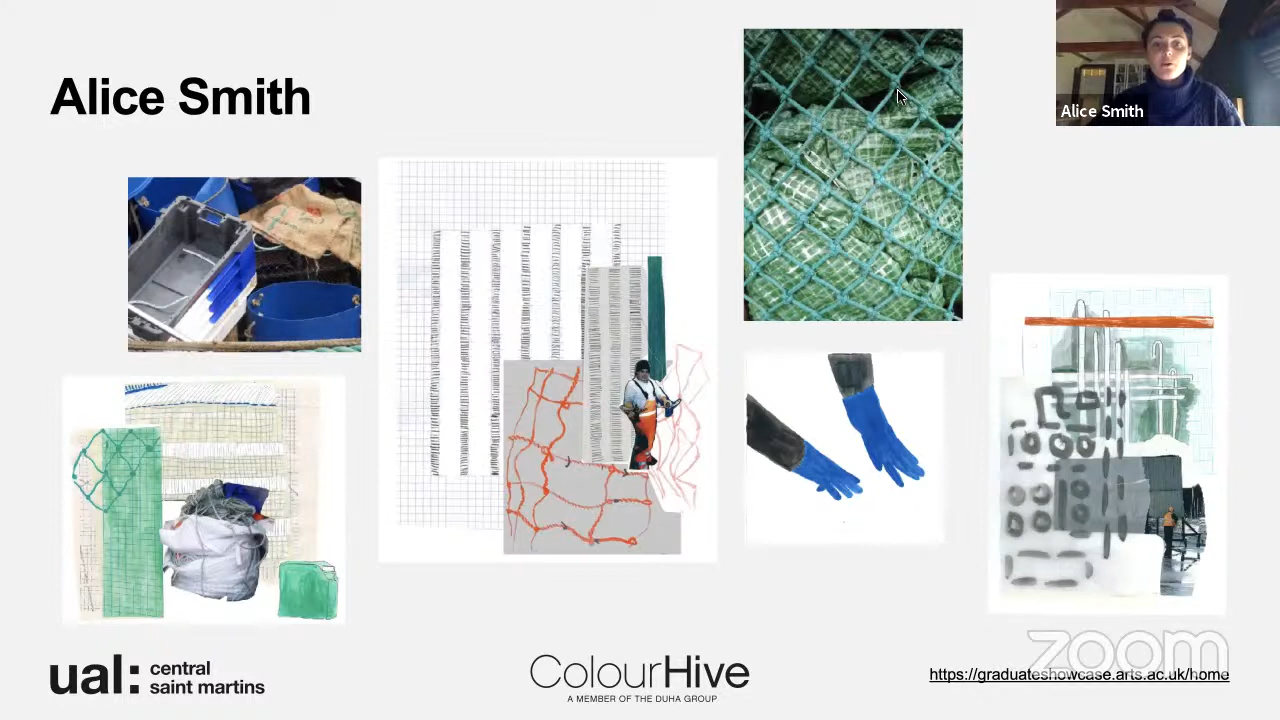 Alice Smith
Alice Smith
ual: central
saint martins
ColourHive
A MEMBER OF THE DUHA GROUP
zoom
https://graduateshowcase.arts.ac.uk/home